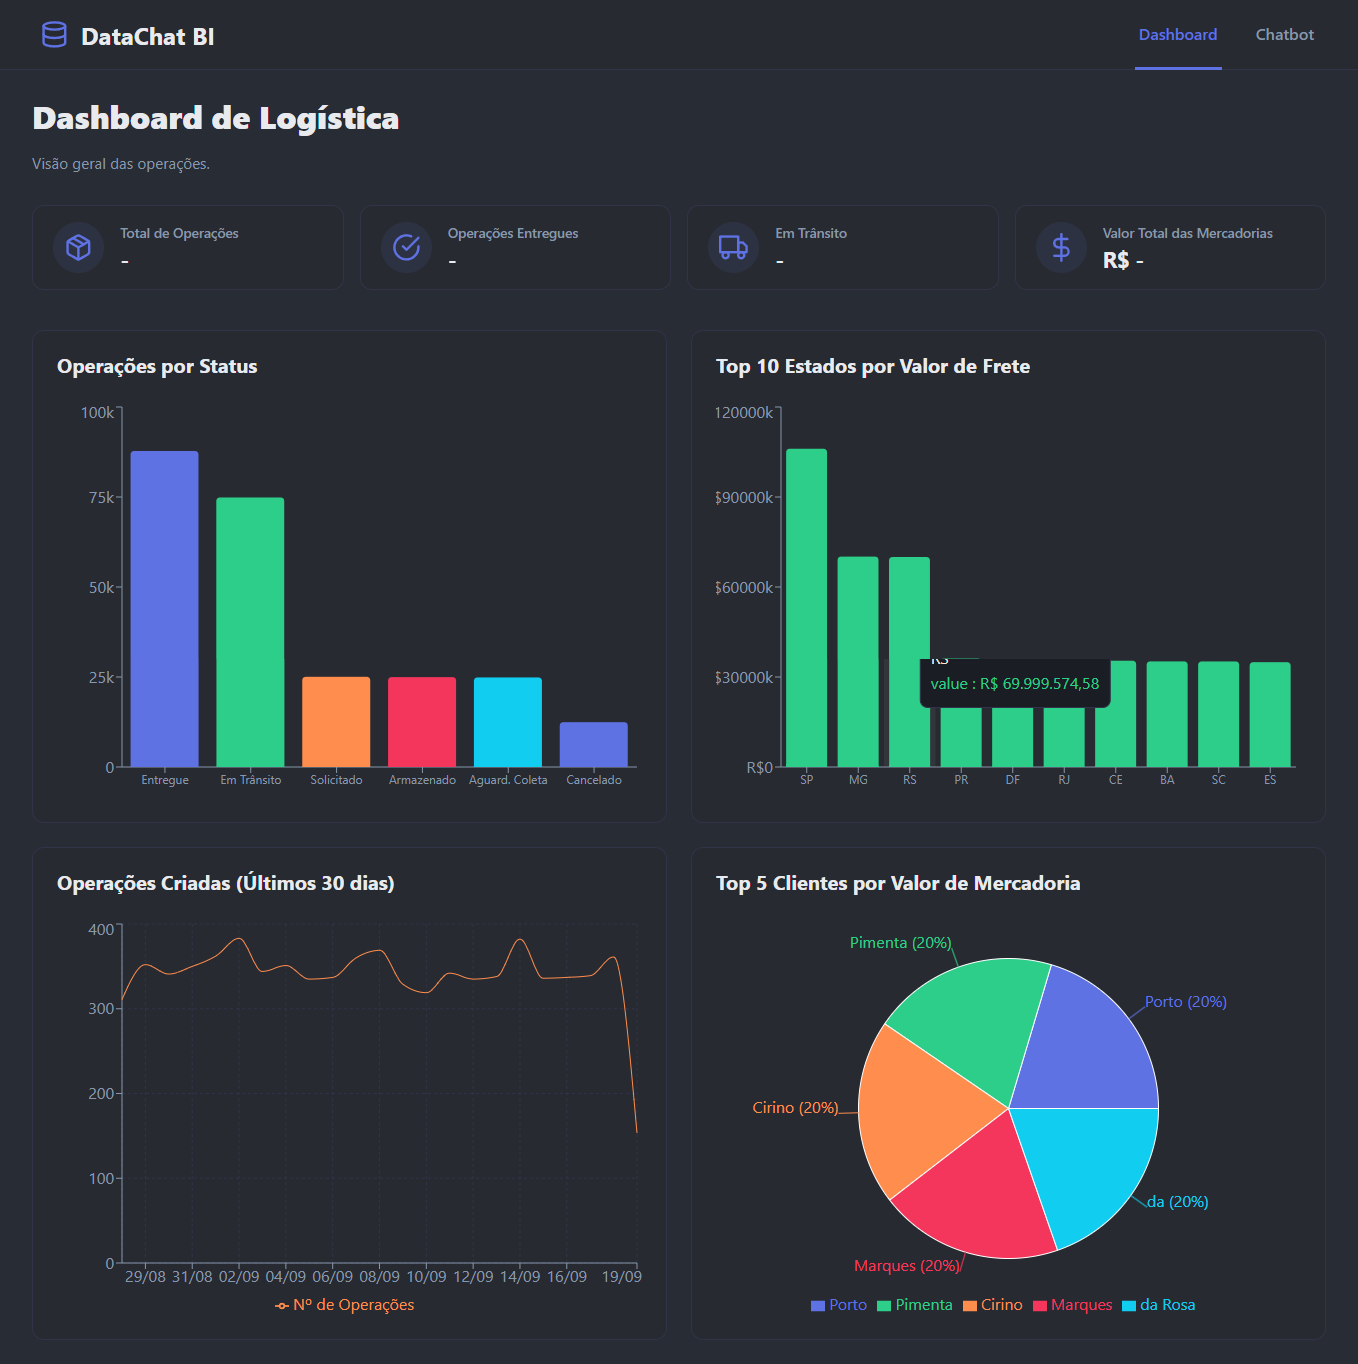 DataChat BI
Dashboard
Chatbot
Dashboard de Logística
Visão geral das operações.
Total de Operações
-
Operações Entregues
-
Em Trânsito
-
Valor Total das Mercadorias
R$ -
Operações por Status
100k
75k
50k
25k
0
Entregue
Em Trânsito
Solicitado
Armazenado
Aguard. Coleta
Cancelado
Top 10 Estados por Valor de Frete
120000k
$90000k
$60000k
$30000k
R$0
RS
value : R$ 69.999.574,58
SP
MG
RS
PR
DF
RJ
CE
BA
SC
ES
Operações Criadas (Últimos 30 dias)
400
300
200
100
0
29/08
31/08
02/09
04/09
06/09
08/09
10/09
12/09
14/09
16/09
19/09
Nº de Operações
Top 5 Clientes por Valor de Mercadoria
Pimenta (20%)
Porto (20%)
Cirino (20%)
da (20%)
Marques (20%)
Porto
Pimenta
Cirino
Marques
da Rosa